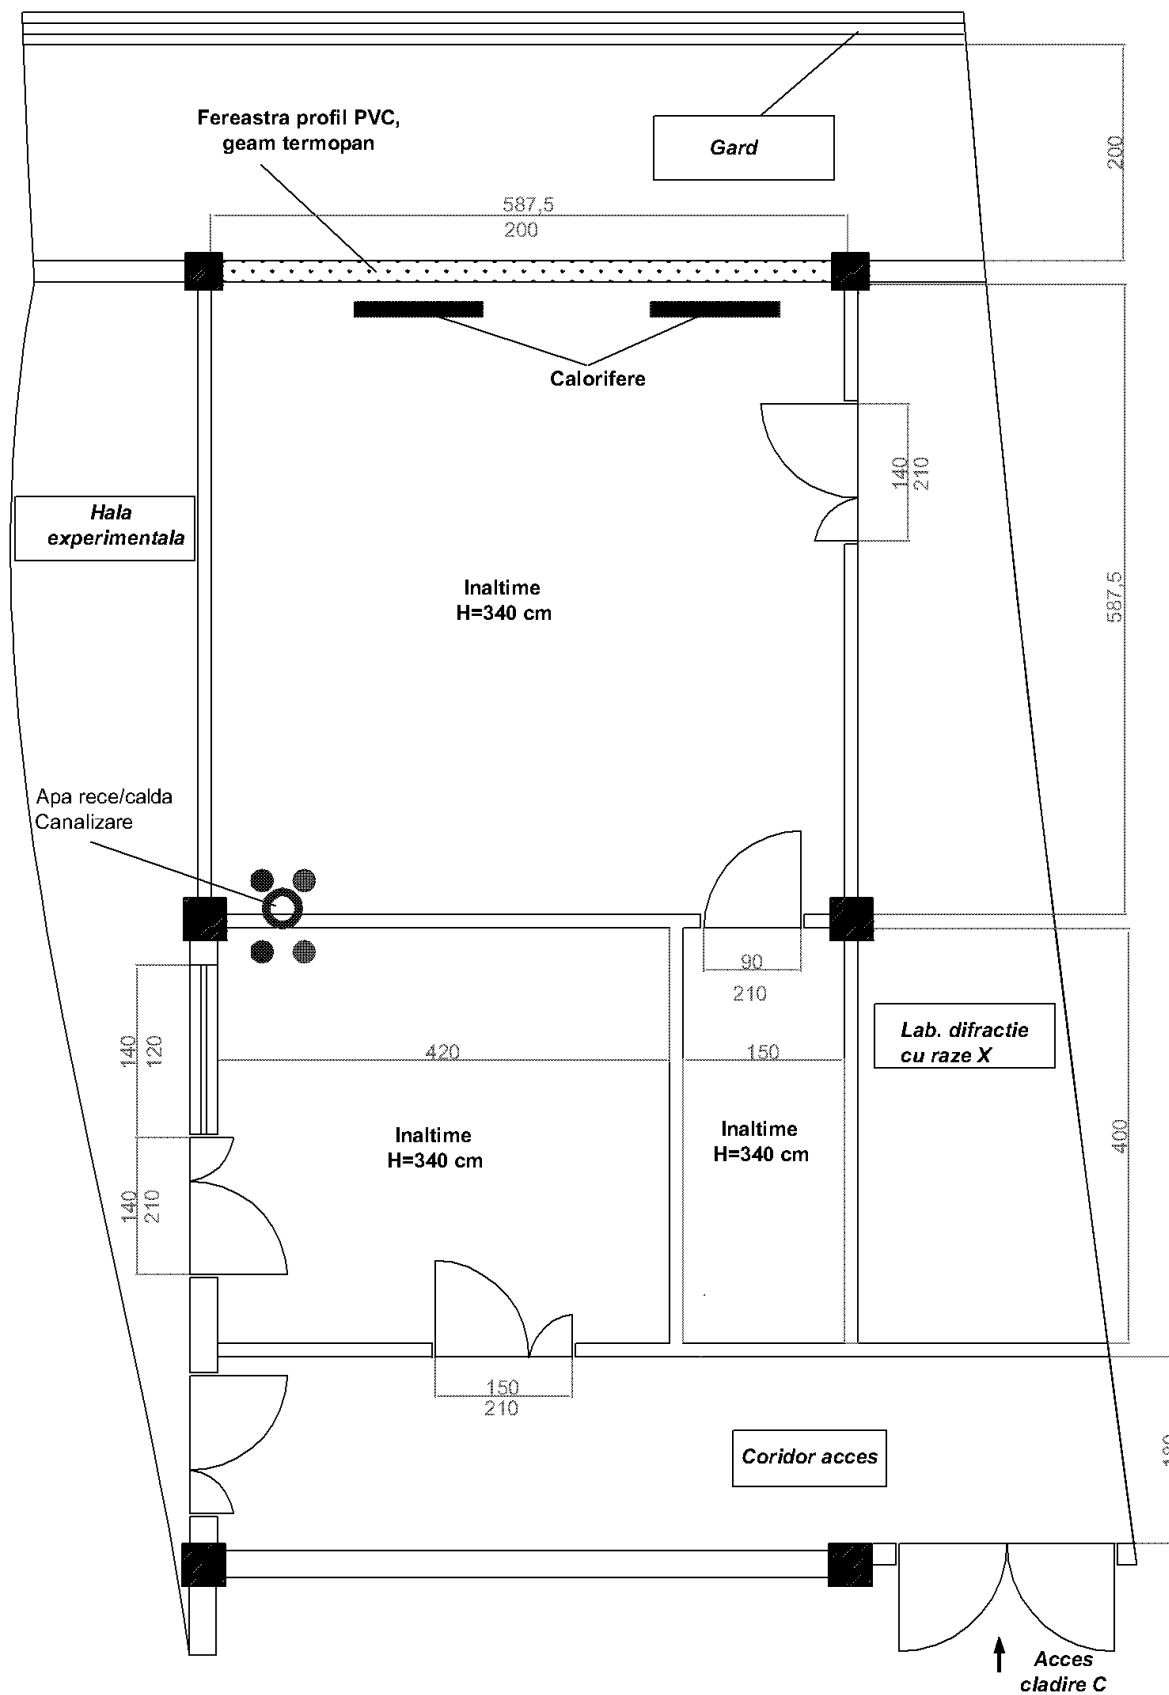 Fereastra profil PVC,
geam termopan
Gard
200
587,5
200
Calorifere
140
210
Hala
experimentala
Inaltime
H=340 cm
587,5
Apa rece/calda
Canalizare
90
210
Lab. difractie
cu raze X
140
120
420
150
Inaltime
H=340 cm
Inaltime
H=340 cm
400
140
210
150
210
Coridor acces
Acces
cladire C